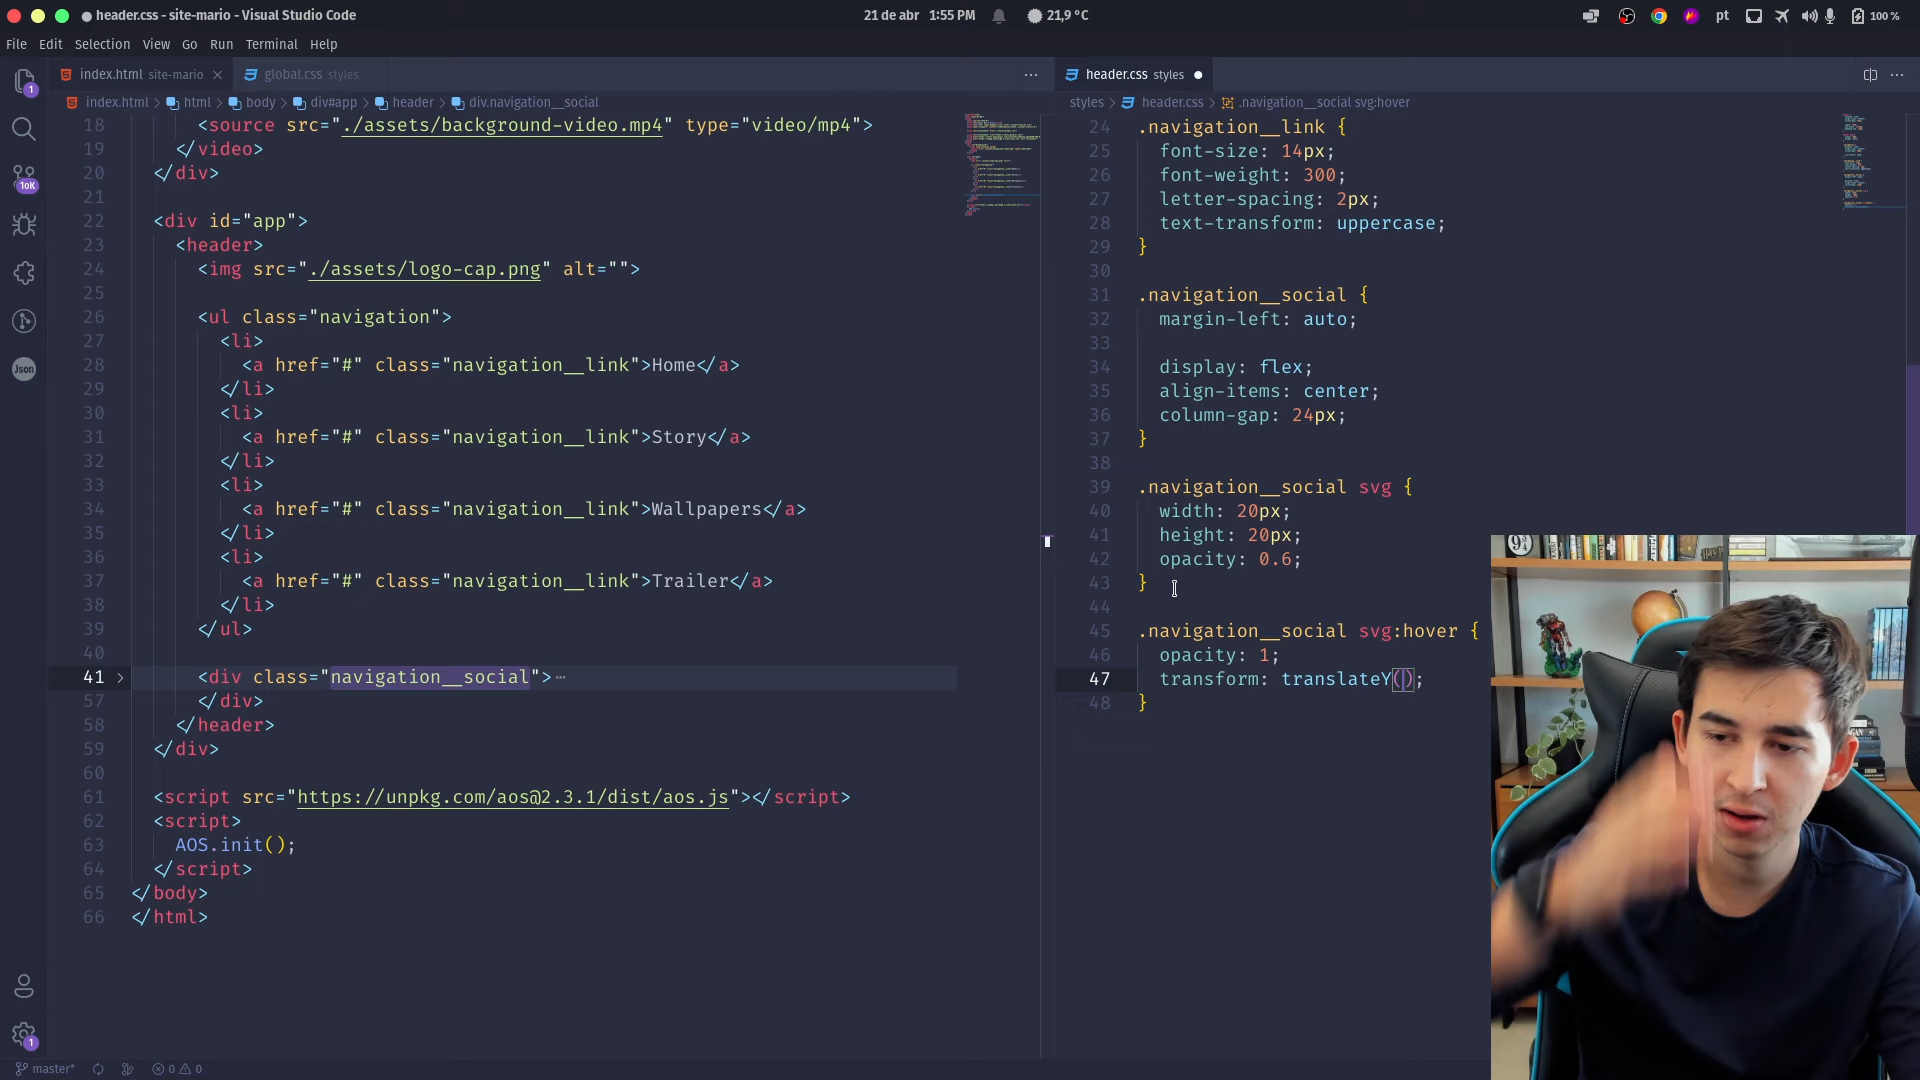 header.css - site-mario - Visual Studio Code
21 de abr 1:55 PM
21,9 °C
pt
100 %
File Edit Selection View Go Run Terminal Help
index.html site-mario
global.css styles
index.html > html > body > div#app > header > div.navigation__social
18 <source src="./assets/background-video.mp4" type="video/mp4">
19 </video>
20 </div>
21
22 <div id="app">
23 <header>
24 <img src="./assets/logo-cap.png" alt="">
25
26 <ul class="navigation">
27 <li>
28 <a href="#" class="navigation__link">Home</a>
29 </li>
30 <li>
31 <a href="#" class="navigation__link">Story</a>
32 </li>
33 <li>
34 <a href="#" class="navigation__link">Wallpapers</a>
35 </li>
36 <li>
37 <a href="#" class="navigation__link">Trailer</a>
38 </li>
39 </ul>
40
41 <div class="navigation__social">
57 </div>
58 </header>
59 </div>
60
61 <script src="https://unpkg.com/aos@2.3.1/dist/aos.js"></script>
62 <script>
63 AOS.init();
64 </script>
65 </body>
66 </html>
header.css styles
styles > header.css > .navigation__social svg:hover
24 .navigation__link {
25 font-size: 14px;
26 font-weight: 300;
27 letter-spacing: 2px;
28 text-transform: uppercase;
29 }
30
31 .navigation__social {
32 margin-left: auto;
33
34 display: flex;
35 align-items: center;
36 column-gap: 24px;
37 }
38
39 .navigation__social svg {
40 width: 20px;
41 height: 20px;
42 opacity: 0.6;
43 }
44
45 .navigation__social svg:hover {
46 opacity: 1;
47 transform: translateY();
48 }
1
10K
Json
1
master*
0 0
9 3/4